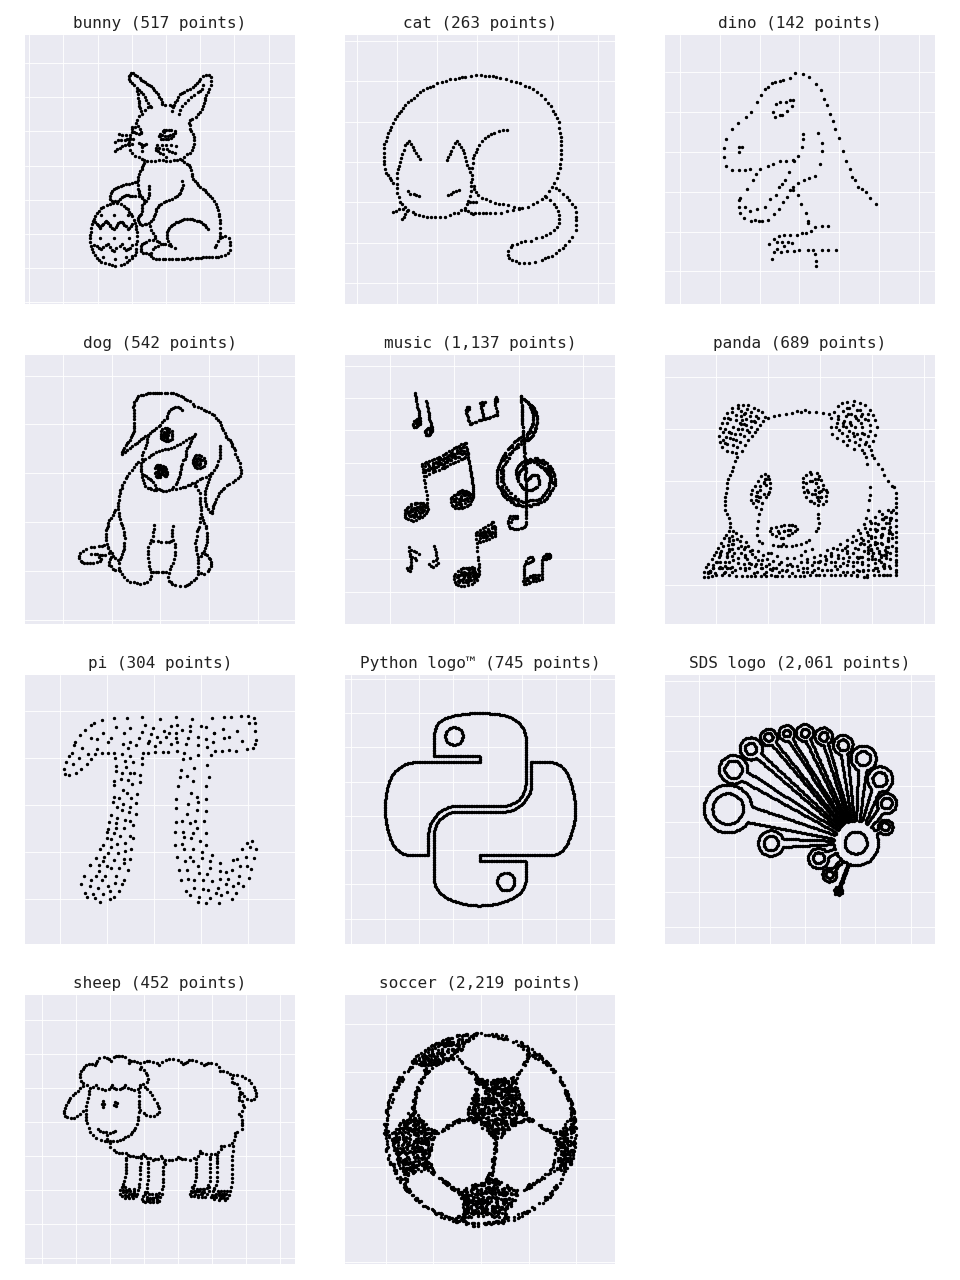 bunny (517 points)
cat (263 points)
dino (142 points)
dog (542 points)
music (1,137 points)
panda (689 points)
pi (304 points)
Python logo™ (745 points)
SDS logo (2,061 points)
sheep (452 points)
soccer (2,219 points)